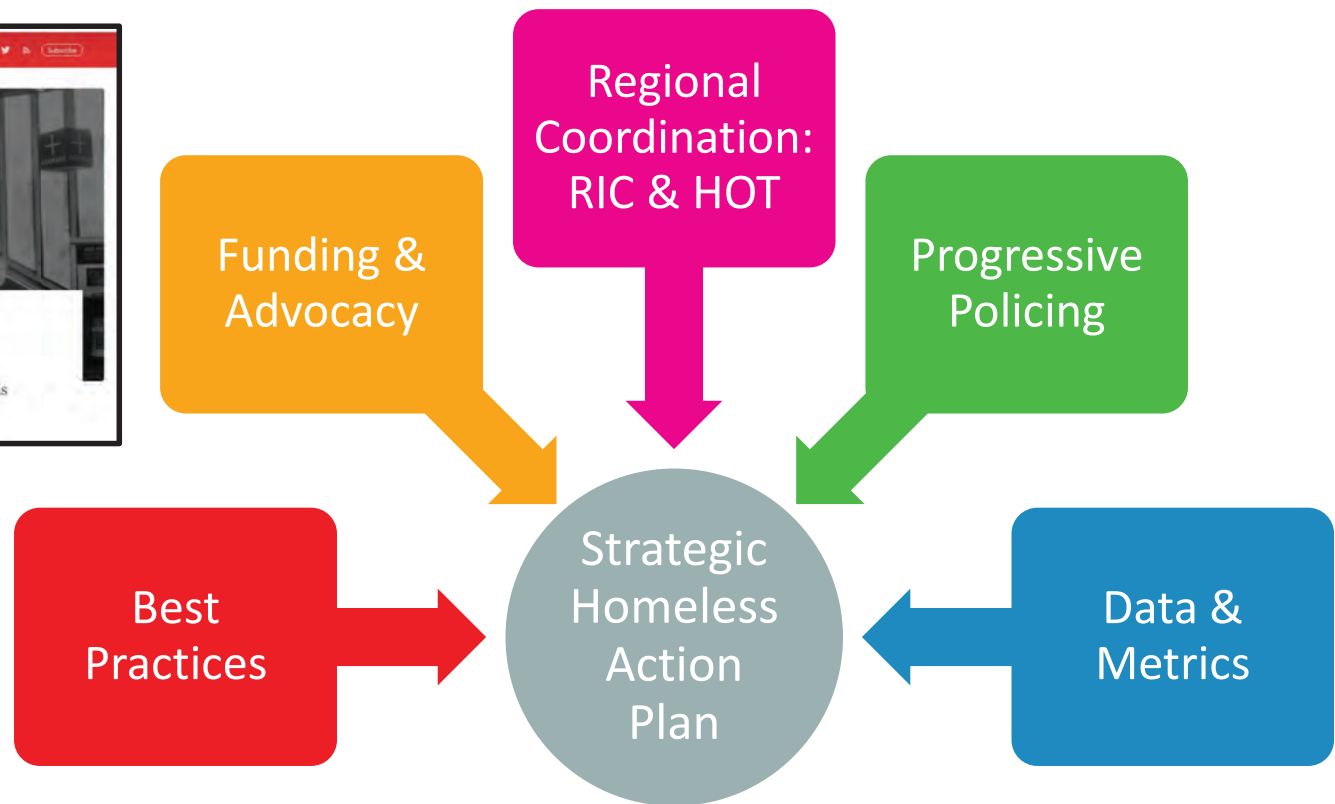 Subscribe
Regional
Coordination:
RIC & HOT
Funding &
Advocacy
Progressive
Policing
Best
Practices
Strategic
Homeless
Action
Plan
Data &
Metrics